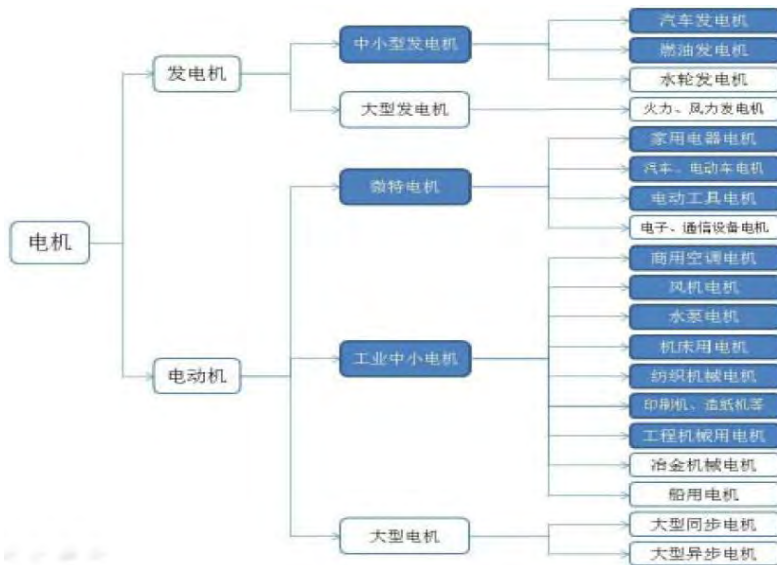 电机
发电机
中小型发电机
汽车发电机
燃油发电机
水轮发电机
大型发电机
火力、风力发电机
电动机
微特电机
家用电器电机
汽车、电动车电机
电动工具电机
电子、通信设备电机
工业中小电机
商用空调电机
风机电机
水泵电机
机床用电机
纺织机械电机
印刷机、造纸机等
工程机械用电机
冶金机械电机
船用电机
大型电机
大型同步电机
大型异步电机